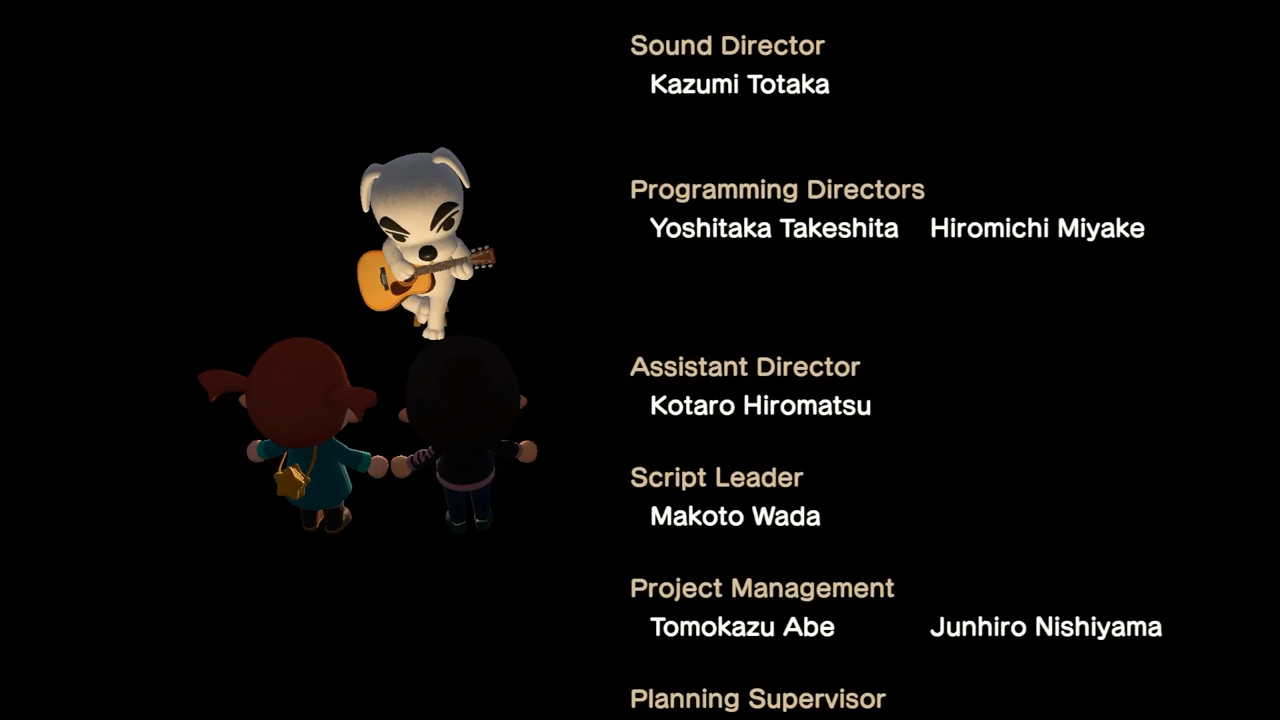 Sound Director
Kazumi Totaka
Programming Directors
Yoshitaka Takeshita Hiromichi Miyake
Assistant Director
Kotaro Hiromatsu
Script Leader
Makoto Wada
Project Management
Tomokazu Abe Junhiro Nishiyama
Planning Supervisor